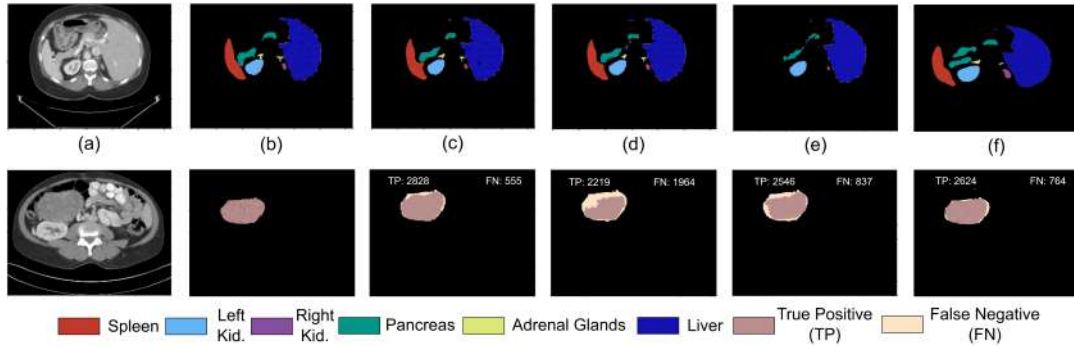 (a) (b) (c) (d) (e) (f)
TP: 2828 FN: 555 TP: 2219 FN: 1964 TP: 2546 FN: 837 TP: 2624 FN: 764
Spleen Left Kid. Right Kid. Pancreas Adrenal Glands Liver True Positive (TP) False Negative (FN)